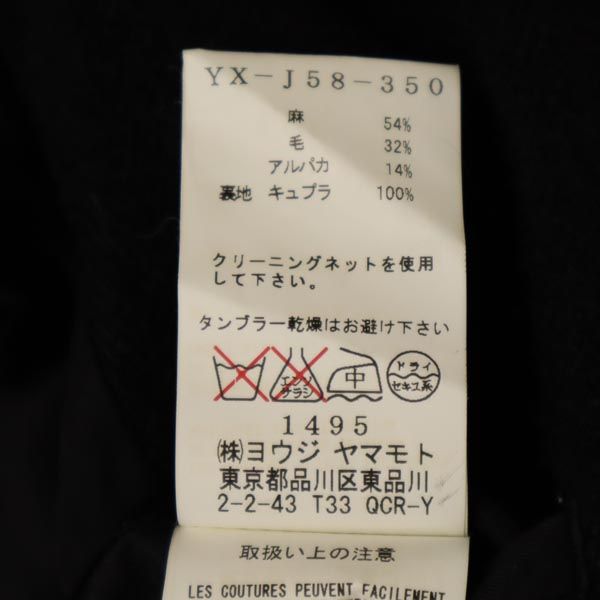 YX-J58-350
麻 54%
毛 32%
アルパカ 14%
裏地 キュプラ 100%
クリーニングネットを使用
して下さい。
タンブラー乾燥はお避け下さい
エンソ サラシ 中 ドライ セキユ系
1495
㈱ヨウジ ヤマモト
東京都品川区東品川
2-2-43 T33 QCR-Y
取扱い上の注意
LES COUTURES PEUVENT FACILEMENT